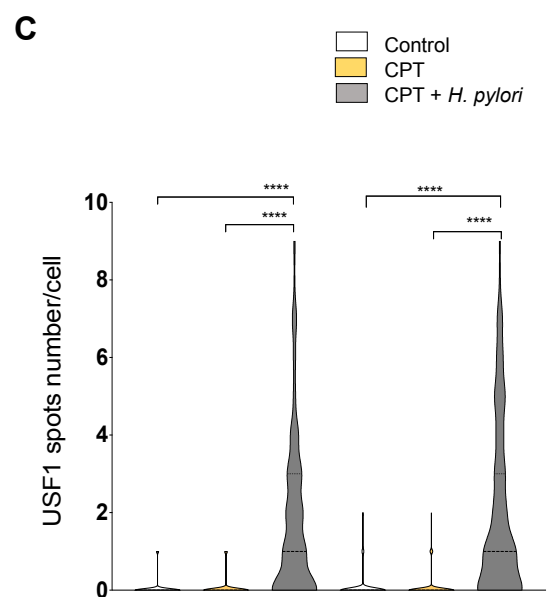 C
Control
CPT
CPT + H. pylori
**** ****
**** ****
10
8
6
4
2
0
USF1 spots number/cell